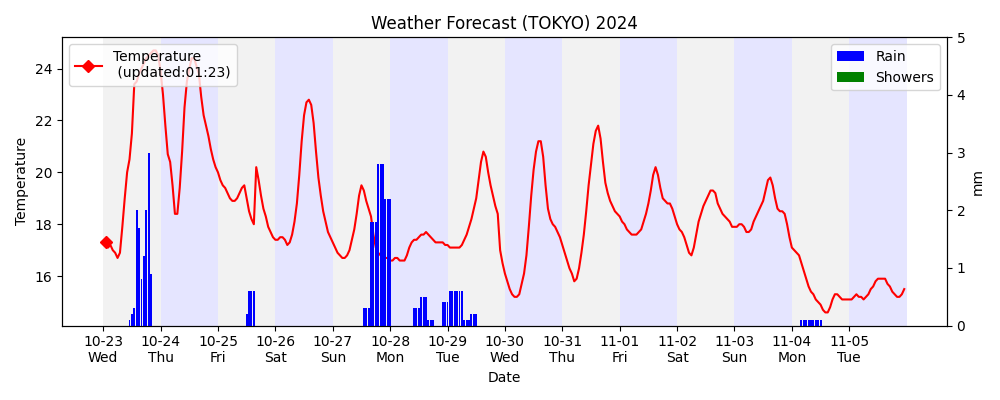 Weather Forecast (TOKYO) 2024
Temperature
(updated:01:23)
Rain
Showers
Temperature
24
22
20
18
16
5
4
3
2
1
0
mm
10-23 10-24 10-25 10-26 10-27 10-28 10-29 10-30 10-31 11-01 11-02 11-03 11-04 11-05
Wed Thu Fri Sat Sun Mon Tue Wed Thu Fri Sat Sun Mon Tue
Date